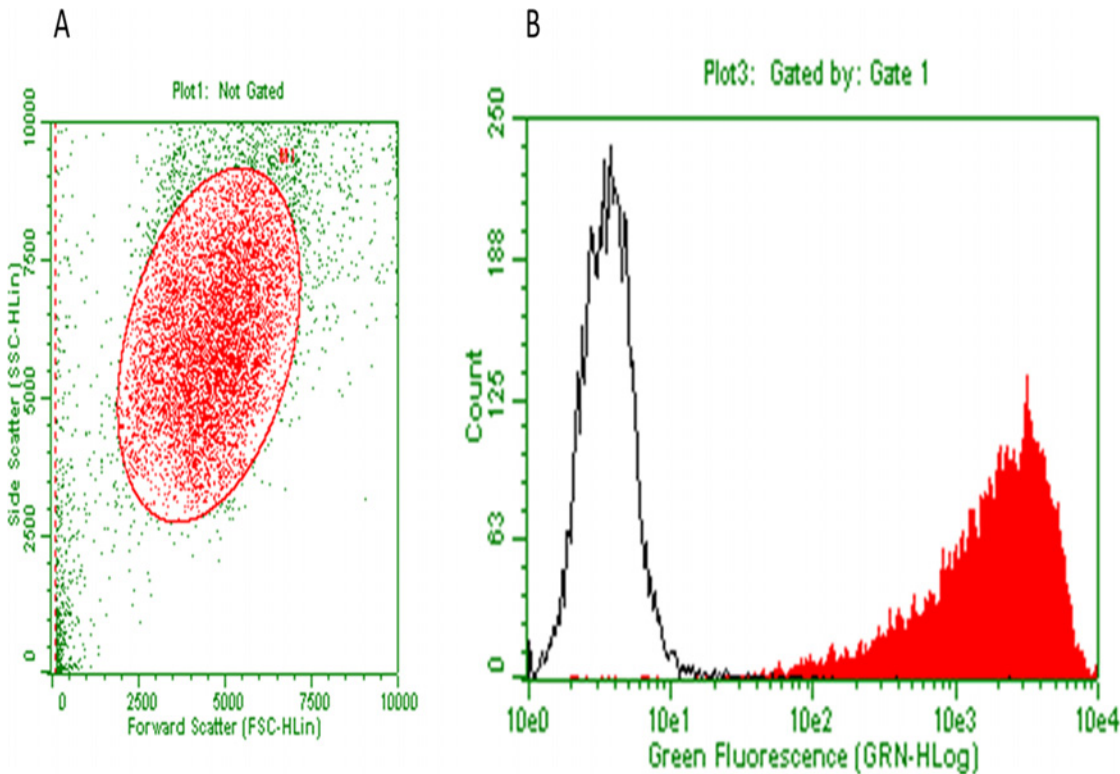 A
Plot1: Not Gated
10000
7500
5000
2500
0
Side Scatter (SSC-HLin)
0 2500 5000 7500 10000
Forward Scatter (FSC-HLin)
B
Plot3: Gated by: Gate 1
250
188
125
63
0
Count
10e0 10e1 10e2 10e3 10e4
Green Fluorescence (GRN-HLog)